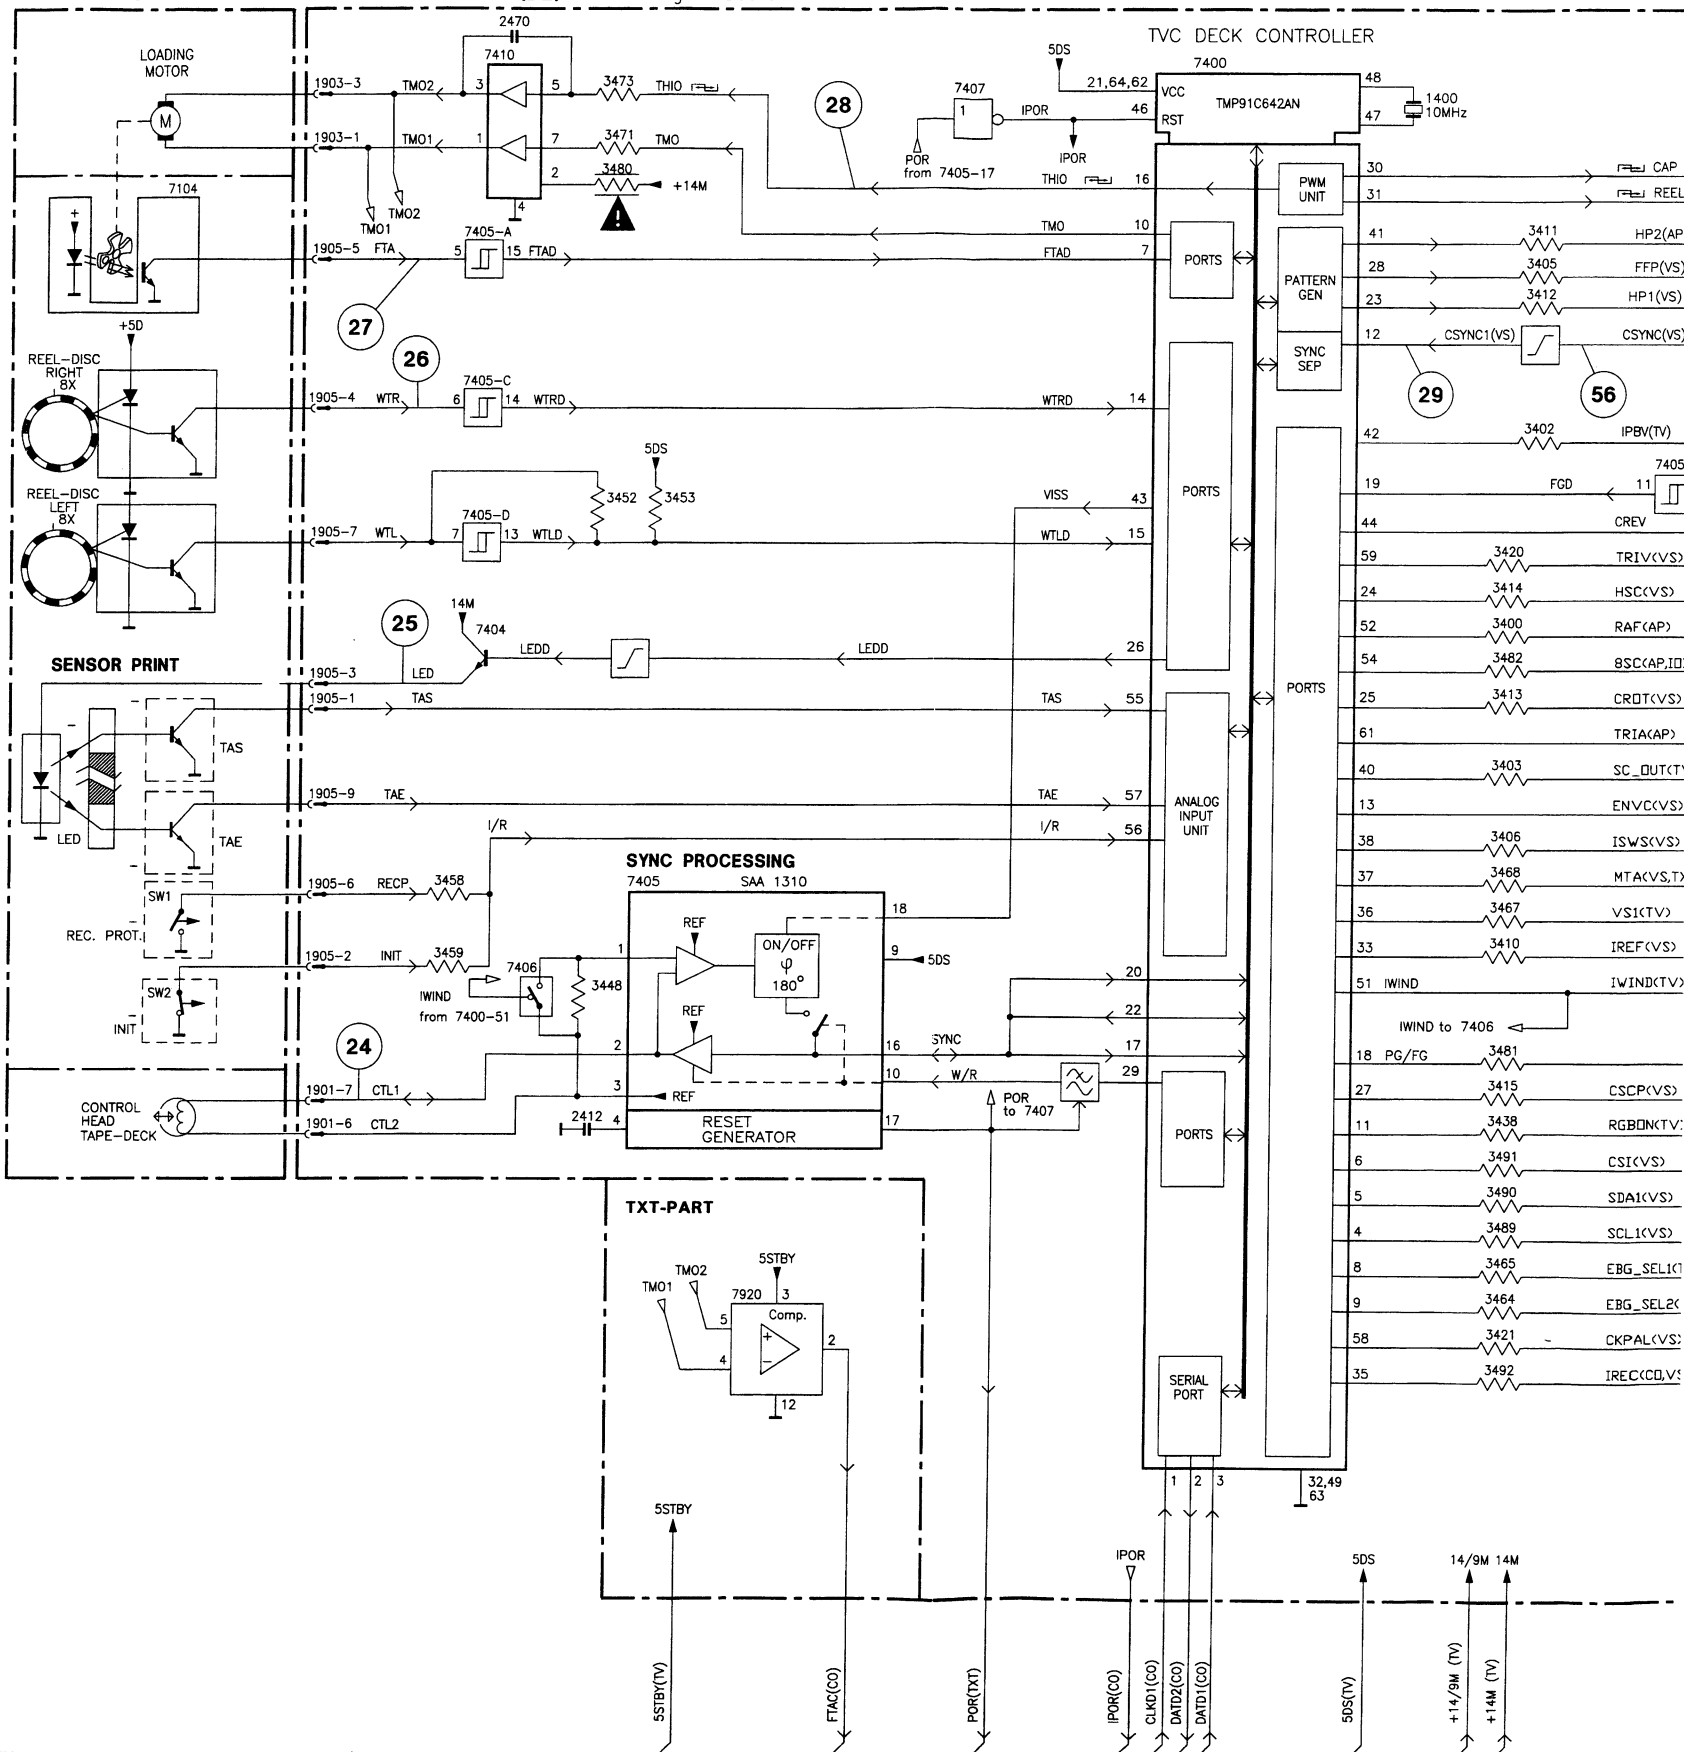 TVC DECK CONTROLLER
2470
7410
LOADING
MOTOR
M
1903-3
TMO2
3
5
3473
THIO
1903-1
TMO1
1
7
3471
TMO
2
3480
+14M
4
TMO1
TMO2
28
5DS
7407
1
IPOR
POR
from 7405-17
IPOR
7400
21,64,62
VCC
46
RST
TMP91C642AN
48
47
1400
10MHz
THIO
16
PWM
UNIT
30
CAP
31
REEL
7104
+
1905-5
FTA
5
7405-A
15
FTAD
TMO
10
FTAD
7
PORTS
27
PATTERN
GEN
41
3411
HP2(AP
28
3405
FFP(VS)
23
3412
HP1(VS)
SYNC
SEP
12
CSYNC1(VS)
CSYNC(VS)
29
56
+5D
REEL-DISC
RIGHT
8X
26
1905-4
WTR
6
7405-C
14
WTRD
WTRD
14
PORTS
42
3402
IPBV(TV)
REEL-DISC
LEFT
8X
5DS
3452
3453
1905-7
WTL
7
7405-D
13
WTLD
VISS
43
WTLD
15
19
FGD
11
7405
44
CREV
59
3420
TRIV(VS)
24
3414
HSC(VS)
52
3400
RAF(AP)
54
3482
8SC(AP,IO
25
3413
CROT(VS)
61
TRIA(AP)
40
3403
SC_OUT(T
13
ENVC(VS)
38
3406
ISWS(VS)
37
3468
MTA(VS,T
36
3467
VS1(TV)
33
3410
IREF(VS)
51
IWIND
IWIND(TV)
IWIND to 7406
18
PG/FG
3481
27
3415
CSCP(VS)
11
3438
RGBON(TV
6
3491
CSI(VS)
5
3490
SDA1(VS)
4
3489
SCL1(VS)
8
3465
EBG_SEL1(
9
3464
EBG_SEL2(
58
3421
CKPAL(VS)
35
3492
IREC(CO,VS
PORTS
25
14M
7404
LEDD
LEDD
26
SENSOR PRINT
1905-3
LED
1905-1
TAS
TAS
55
TAS
LED
TAE
1905-9
TAE
TAE
57
I/R
I/R
56
ANALOG
INPUT
UNIT
SW1
REC. PROT.
1905-6
RECP
3458
SW2
INIT
1905-2
INIT
3459
7406
IWIND
from 7400-51
3448
SYNC PROCESSING
7405
SAA 1310
REF
ON/OFF
φ
180°
REF
1
2
3
REF
18
9
5DS
16
SYNC
10
W/R
20
22
17
29
PORTS
POR
to 7407
24
CONTROL
HEAD
TAPE-DECK
1901-7
CTL1
1901-6
CTL2
2412
4
RESET
GENERATOR
17
TXT-PART
5STBY
TMO2
TMO1
7920
3
Comp.
5
+
4
−
2
12
SERIAL
PORT
1
2
3
32,49
63
5STBY
IPOR
5DS
14/9M
14M
5STBY(TV)
FTAC(CO)
POR(TXT)
IPOR(CO)
CLKD1(CO)
DATD2(CO)
DATD1(CO)
5DS(TV)
+14/9M (TV)
+14M (TV)